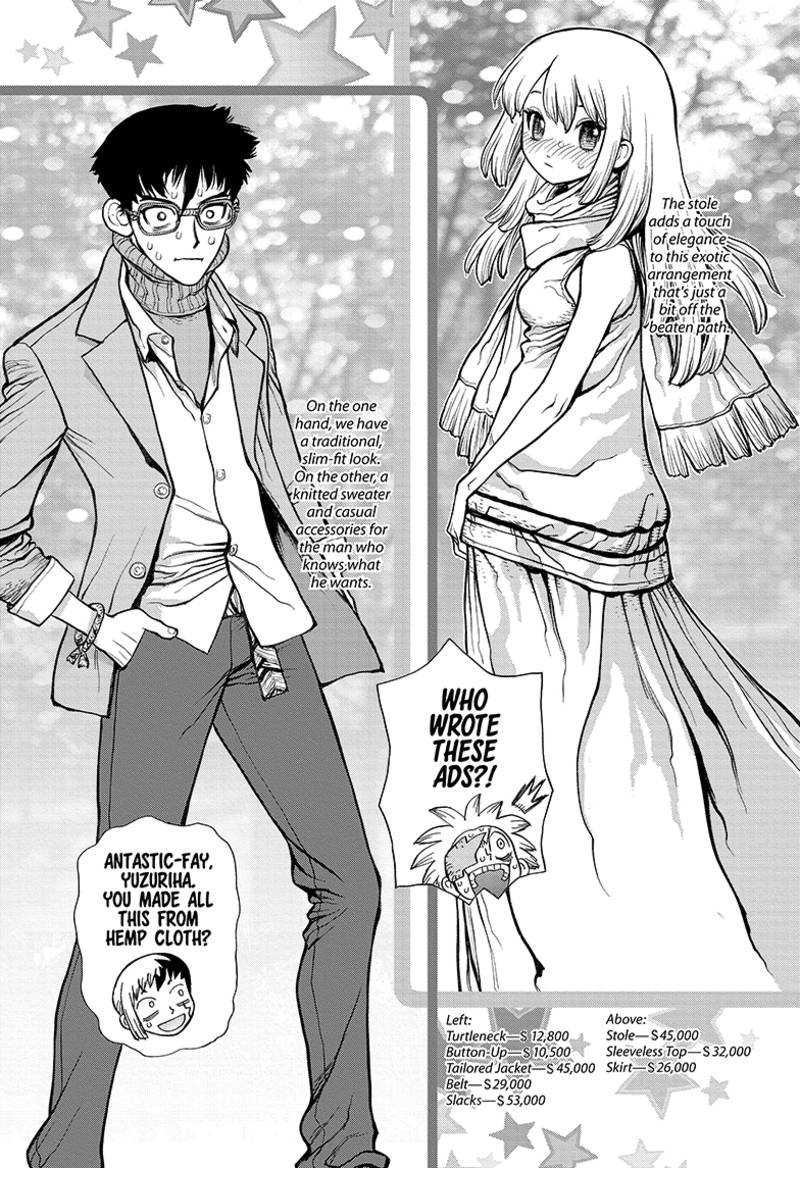 The stole
adds a touch
of elegance
to this exotic
arrangement
that's just a
bit off the
beaten path.
On the one
hand, we have
a traditional,
slim-fit look.
On the other, a
knitted sweater
and casual
accessories for
the man who
knows what
he wants.
WHO
WROTE
THESE
ADS?!
ANTASTIC-FAY,
YUZURIHA.
YOU MADE ALL
THIS FROM
HEMP CLOTH?
Left:
Turtleneck—$ 12,800
Button-Up—$ 10,500
Tailored Jacket—$ 45,000
Belt—$ 29,000
Slacks—$ 53,000
Above:
Stole—$ 45,000
Sleeveless Top—$ 32,000
Skirt—$ 26,000